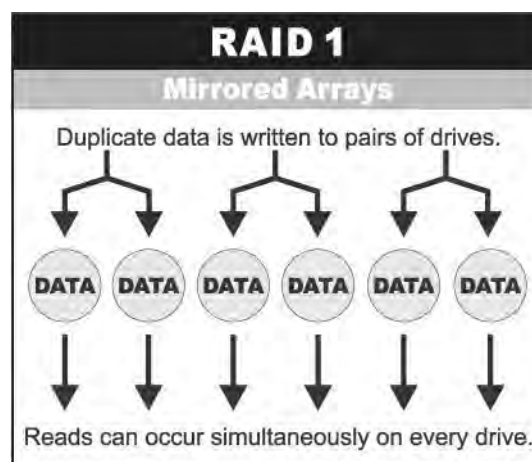 RAID 1
Mirrored Arrays
Duplicate data is written to pairs of drives.
DATA DATA DATA DATA DATA DATA
Reads can occur simultaneously on every drive.